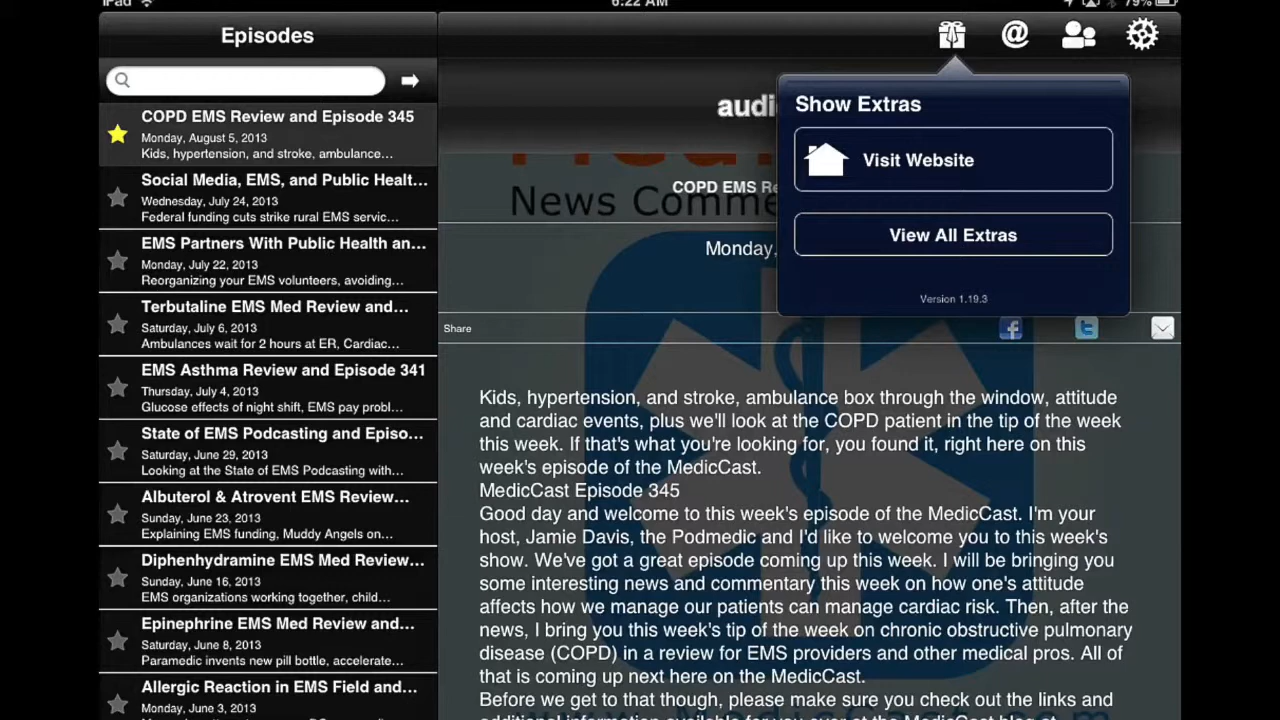 iPad
6:22 AM
79%
Episodes
COPD EMS Review and Episode 345
Monday, August 5, 2013
Kids, hypertension, and stroke, ambulance…
Social Media, EMS, and Public Healt…
Wednesday, July 24, 2013
Federal funding cuts strike rural EMS servic…
EMS Partners With Public Health an…
Monday, July 22, 2013
Reorganizing your EMS volunteers, avoiding…
Terbutaline EMS Med Review and…
Saturday, July 6, 2013
Ambulances wait for 2 hours at ER, Cardiac…
EMS Asthma Review and Episode 341
Thursday, July 4, 2013
Glucose effects of night shift, EMS pay probl…
State of EMS Podcasting and Episo…
Saturday, June 29, 2013
Looking at the State of EMS Podcasting with…
Albuterol & Atrovent EMS Review…
Sunday, June 23, 2013
Explaining EMS funding, Muddy Angels on…
Diphenhydramine EMS Med Review…
Sunday, June 16, 2013
EMS organizations working together, child…
Epinephrine EMS Med Review and…
Saturday, June 8, 2013
Paramedic invents new pill bottle, accelerate…
Allergic Reaction in EMS Field and…
Monday, June 3, 2013
@
audi
Show Extras
Visit Website
View All Extras
Version 1.19.3
COPD EMS Re
News Comme
Monday,
Share
f
t
Kids, hypertension, and stroke, ambulance box through the window, attitude
and cardiac events, plus we'll look at the COPD patient in the tip of the week
this week. If that's what you're looking for, you found it, right here on this
week's episode of the MedicCast.
MedicCast Episode 345
Good day and welcome to this week's episode of the MedicCast. I'm your
host, Jamie Davis, the Podmedic and I'd like to welcome you to this week's
show. We've got a great episode coming up this week. I will be bringing you
some interesting news and commentary this week on how one's attitude
affects how we manage our patients can manage cardiac risk. Then, after the
news, I bring you this week's tip of the week on chronic obstructive pulmonary
disease (COPD) in a review for EMS providers and other medical pros. All of
that is coming up next here on the MedicCast.
Before we get to that though, please make sure you check out the links and
additional information available for you over at the MedicCast blog at